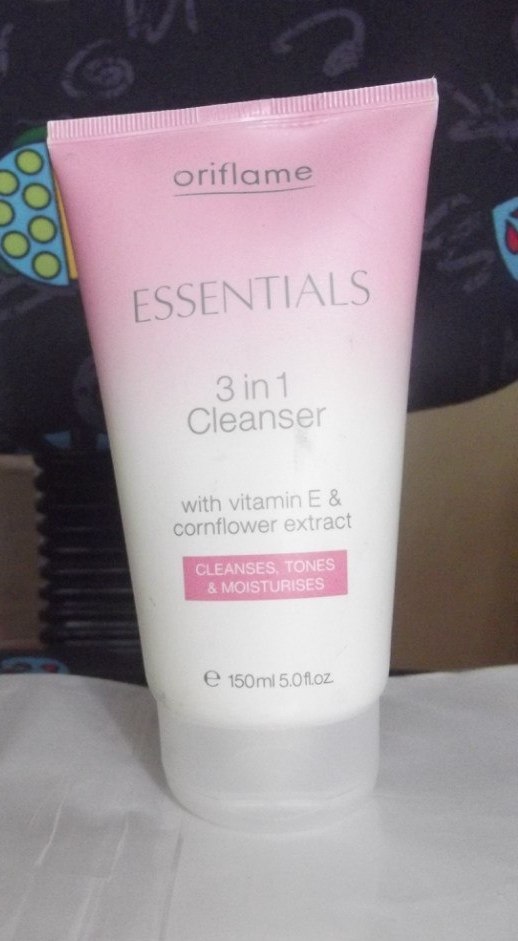 oriflame
ESSENTIALS
3 in 1
Cleanser
with vitamin E &
cornflower extract
CLEANSES, TONES
& MOISTURISES
℮ 150ml 5.0fl.oz.